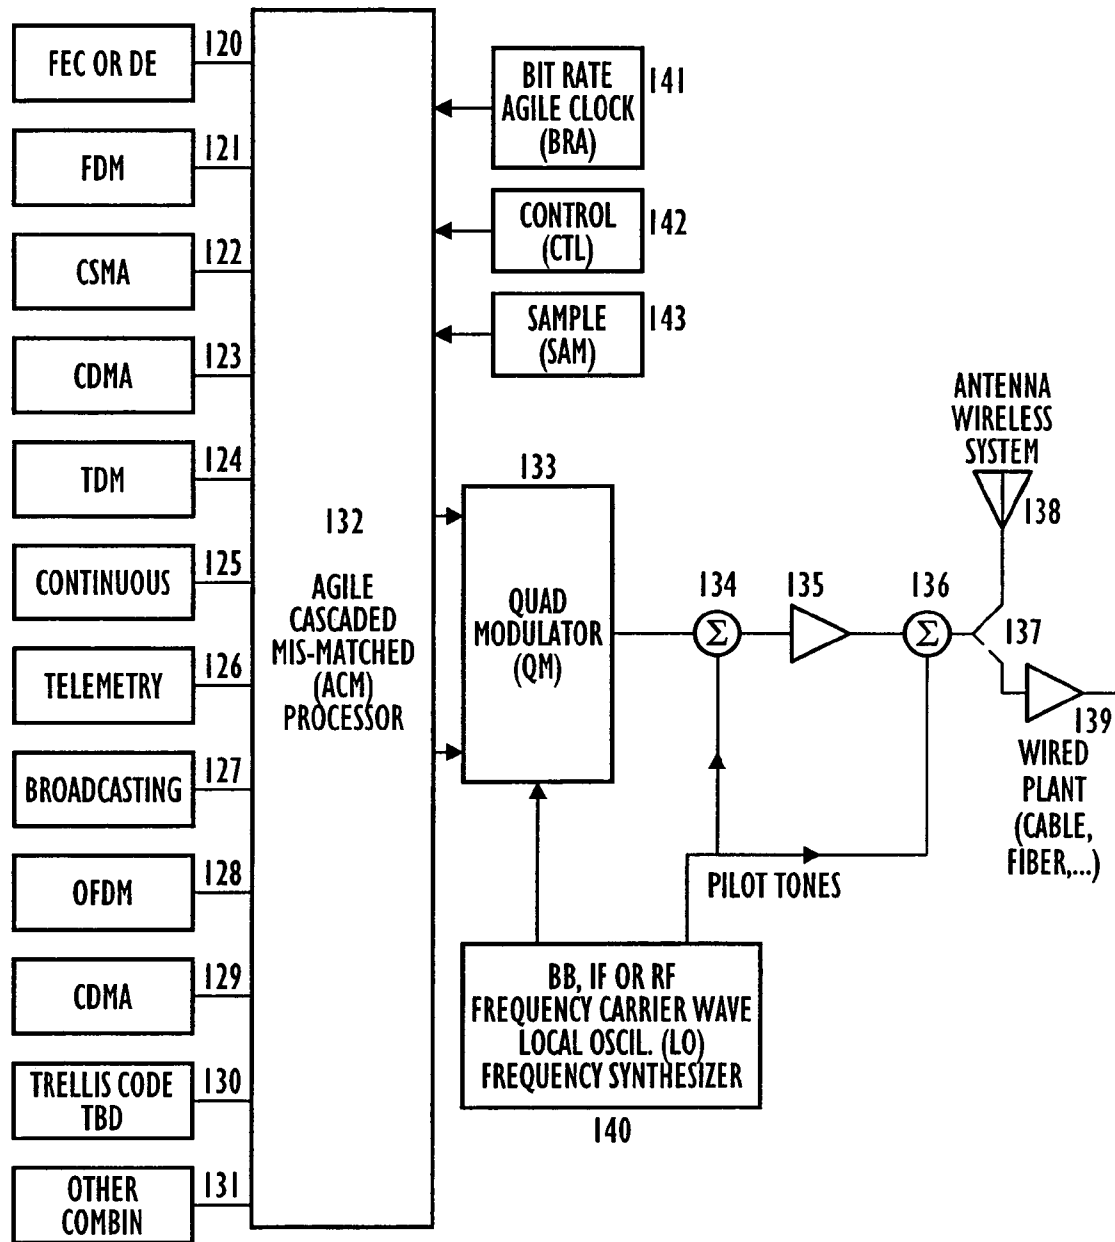 FEC OR DE
120
FDM
121
CSMA
122
CDMA
123
TDM
124
CONTINUOUS
125
TELEMETRY
126
BROADCASTING
127
OFDM
128
CDMA
129
TRELLIS CODE
TBD
130
OTHER
COMBIN
131
132
AGILE
CASCADED
MIS-MATCHED
(ACM)
PROCESSOR
BIT RATE
AGILE CLOCK
(BRA)
141
CONTROL
(CTL)
142
SAMPLE
(SAM)
143
133
QUAD
MODULATOR
(QM)
134
Σ
135
136
Σ
137
ANTENNA
WIRELESS
SYSTEM
138
139
WIRED
PLANT
(CABLE,
FIBER,...)
PILOT TONES
BB, IF OR RF
FREQUENCY CARRIER WAVE
LOCAL OSCIL. (LO)
FREQUENCY SYNTHESIZER
140